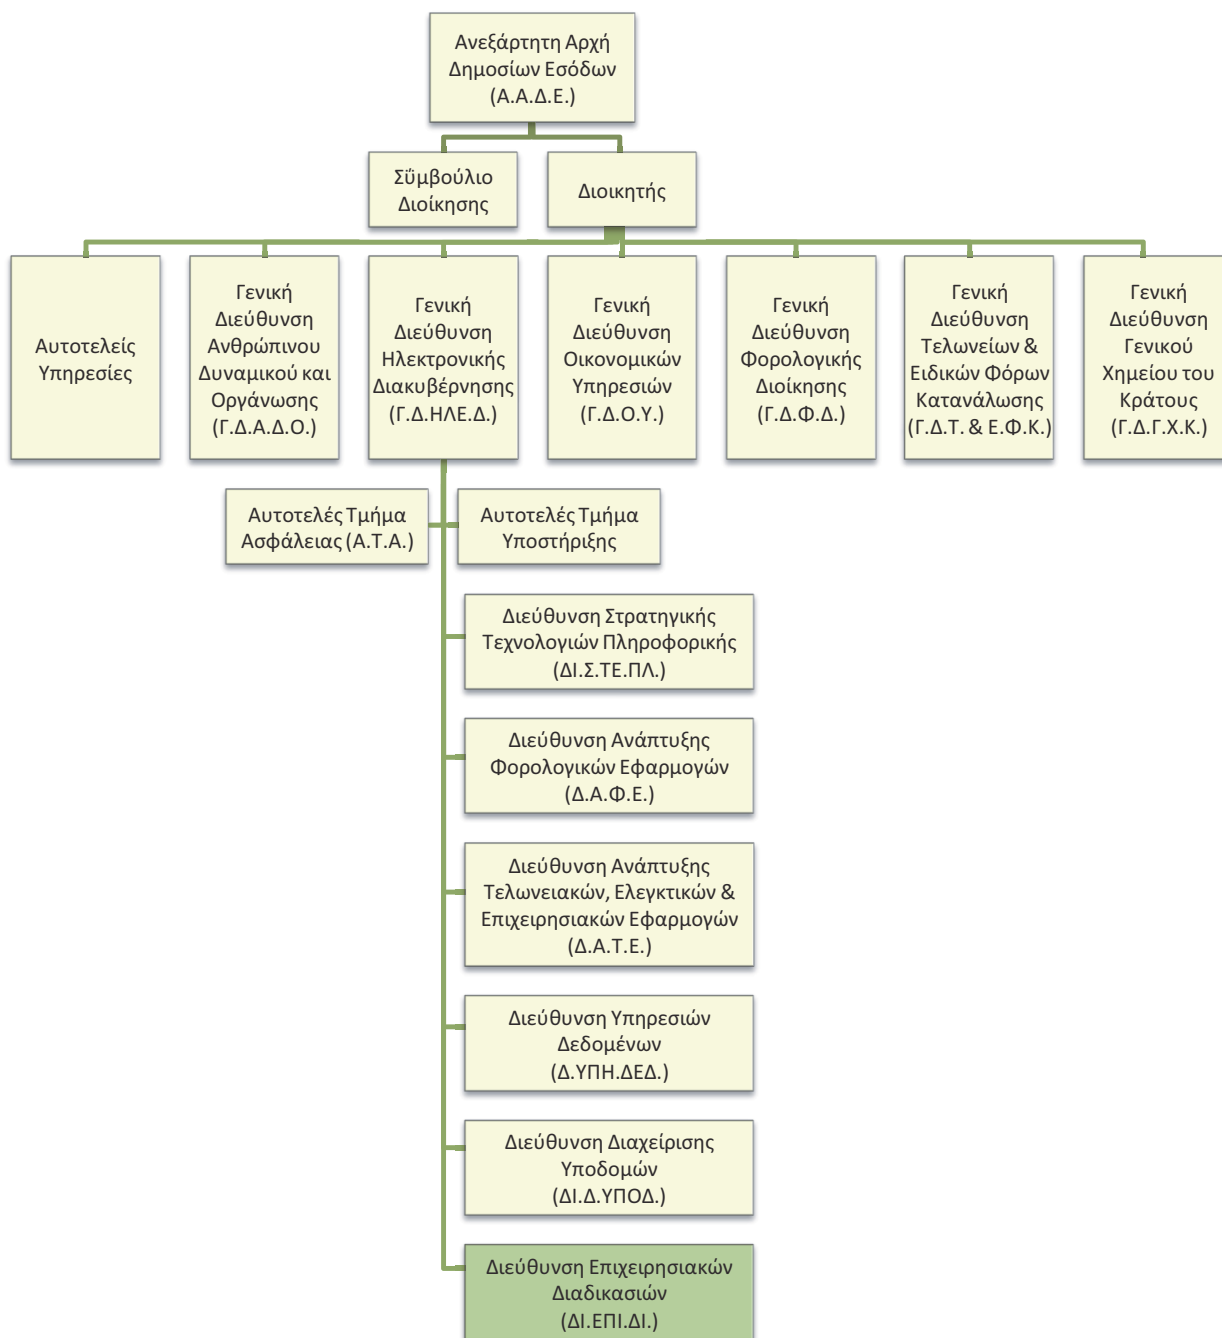 Ανεξάρτητη Αρχή
Δημοσίων Εσόδων
(Α.Α.Δ.Ε.)
Σΰμβούλιο
Διοίκησης
Διοικητής
Αυτοτελείς
Υπηρεσίες
Γενική
Διεύθυνση
Ανθρώπινου
Δυναμικού και
Οργάνωσης
(Γ.Δ.Α.Δ.Ο.)
Γενική
Διεύθυνση
Ηλεκτρονικής
Διακυβέρνησης
(Γ.Δ.ΗΛΕ.Δ.)
Γενική
Διεύθυνση
Οικονομικών
Υπηρεσιών
(Γ.Δ.Ο.Υ.)
Γενική
Διεύθυνση
Φορολογικής
Διοίκησης
(Γ.Δ.Φ.Δ.)
Γενική
Διεύθυνση
Τελωνείων &
Ειδικών Φόρων
Κατανάλωσης
(Γ.Δ.Τ. & Ε.Φ.Κ.)
Γενική
Διεύθυνση
Γενικού
Χημείου του
Κράτους
(Γ.Δ.Γ.Χ.Κ.)
Αυτοτελές Τμήμα
Ασφάλειας (Α.Τ.Α.)
Αυτοτελές Τμήμα
Υποστήριξης
Διεύθυνση Στρατηγικής
Τεχνολογιών Πληροφορικής
(ΔΙ.Σ.ΤΕ.ΠΛ.)
Διεύθυνση Ανάπτυξης
Φορολογικών Εφαρμογών
(Δ.Α.Φ.Ε.)
Διεύθυνση Ανάπτυξης
Τελωνειακών, Ελεγκτικών &
Επιχειρησιακών Εφαρμογών
(Δ.Α.Τ.Ε.)
Διεύθυνση Υπηρεσιών
Δεδομένων
(Δ.ΥΠΗ.ΔΕΔ.)
Διεύθυνση Διαχείρισης
Υποδομών
(ΔΙ.Δ.ΥΠΟΔ.)
Διεύθυνση Επιχειρησιακών
Διαδικασιών
(ΔΙ.ΕΠΙ.ΔΙ.)